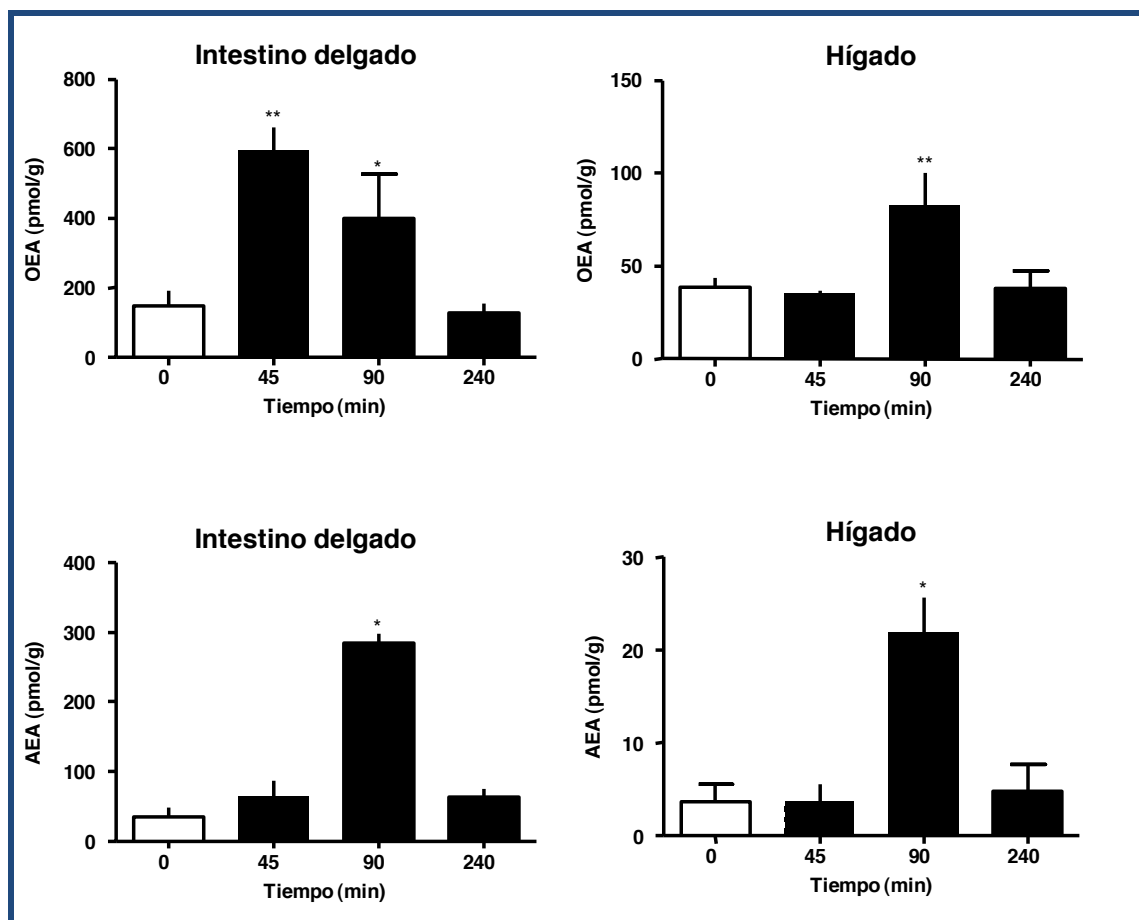 Intestino delgado
800
600
400
200
0
OEA (pmol/g)
**
*
0 45 90 240
Tiempo (min)
Hígado
150
100
50
0
OEA (pmol/g)
**
0 45 90 240
Tiempo (min)
Intestino delgado
400
300
200
100
0
AEA (pmol/g)
*
0 45 90 240
Tiempo (min)
Hígado
30
20
10
0
AEA (pmol/g)
*
0 45 90 240
Tiempo (min)